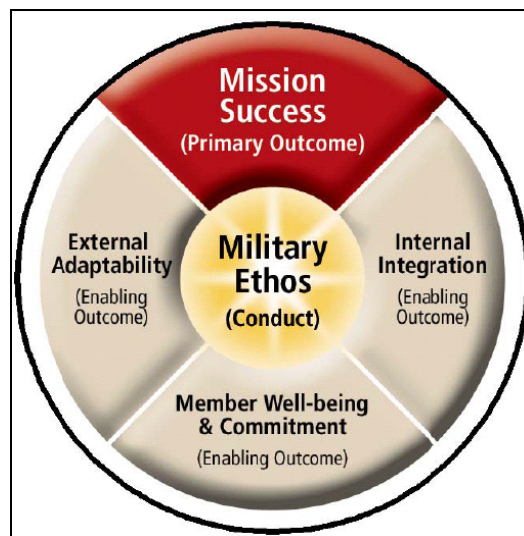 Mission
Success
(Primary Outcome)
External
Adaptability
(Enabling
Outcome)
Military
Ethos
(Conduct)
Internal
Integration
(Enabling
Outcome)
Member Well-being
& Commitment
(Enabling Outcome)